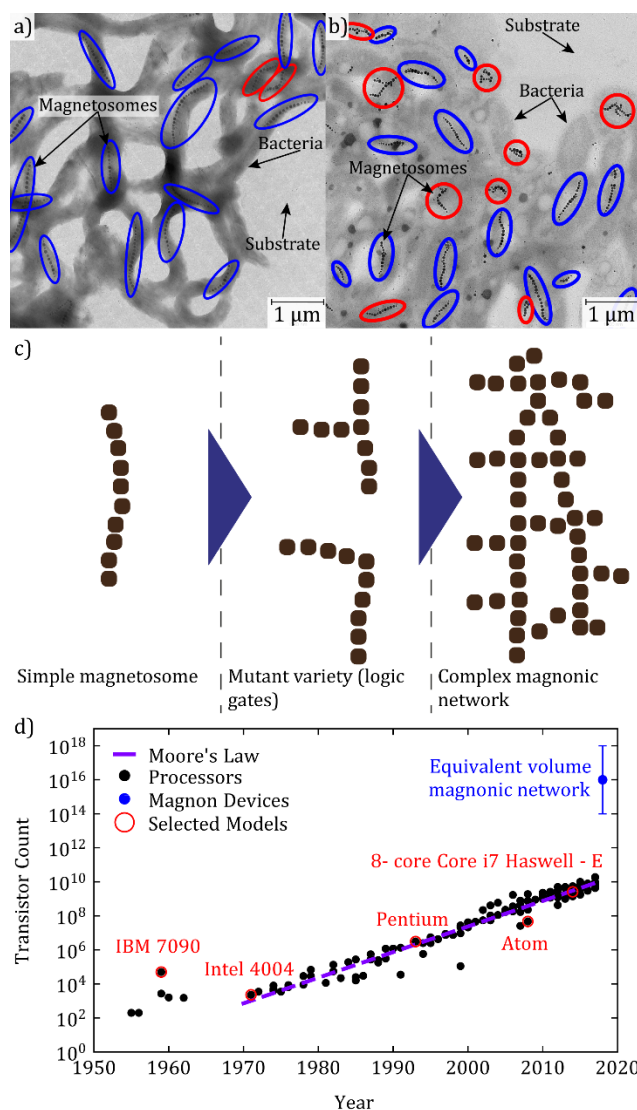 a)
Magnetosomes
Bacteria
Substrate
1 μm
b)
Substrate
Bacteria
Magnetosomes
1 μm
c)
Simple magnetosome
Mutant variety (logic
gates)
Complex magnonic
network
d)
Transistor Count
10^18
10^16
10^14
10^12
10^10
10^8
10^6
10^4
10^2
10^0
Moore's Law
Processors
Magnon Devices
Selected Models
Equivalent volume
magnonic network
8- core Core i7 Haswell - E
Pentium
Atom
IBM 7090
Intel 4004
1950
1960
1970
1980
1990
2000
2010
2020
Year